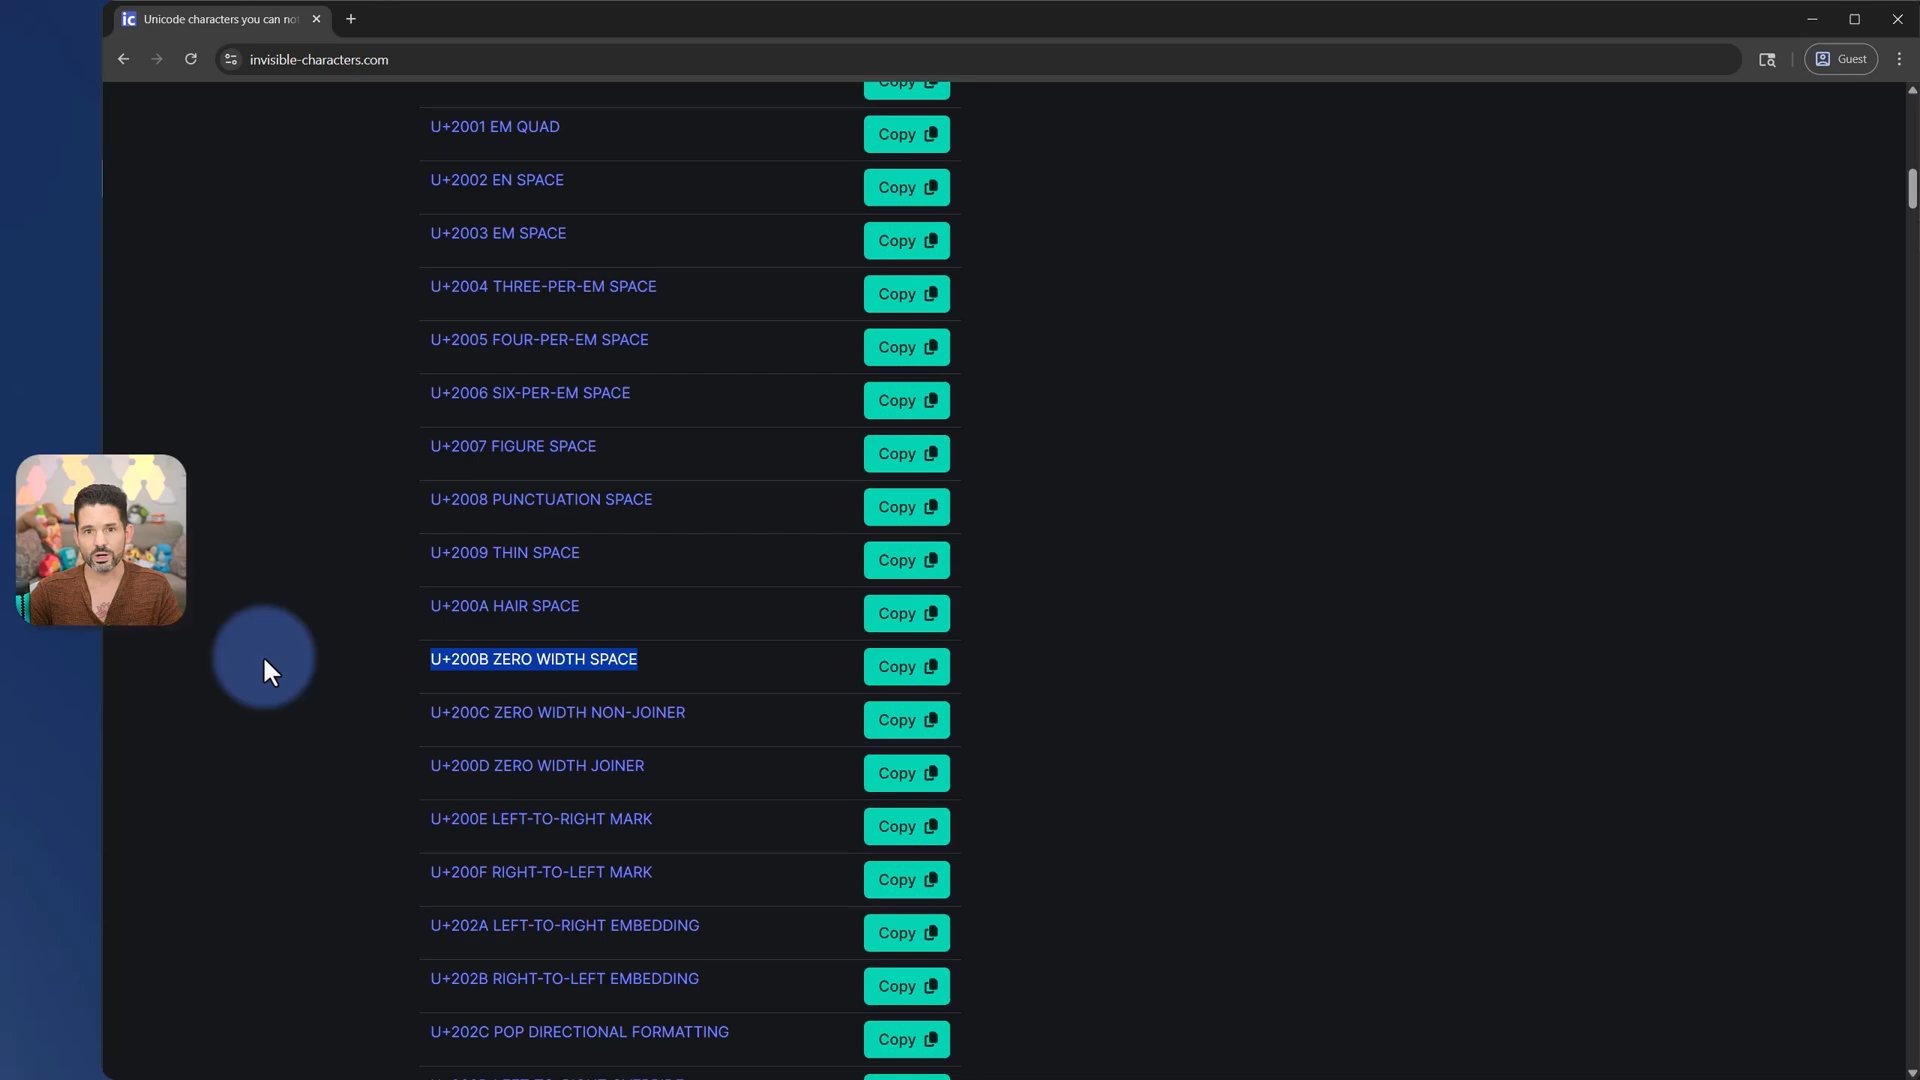 ic Unicode characters you can not
invisible-characters.com
Guest
Copy
U+2001 EM QUAD Copy
U+2002 EN SPACE Copy
U+2003 EM SPACE Copy
U+2004 THREE-PER-EM SPACE Copy
U+2005 FOUR-PER-EM SPACE Copy
U+2006 SIX-PER-EM SPACE Copy
U+2007 FIGURE SPACE Copy
U+2008 PUNCTUATION SPACE Copy
U+2009 THIN SPACE Copy
U+200A HAIR SPACE Copy
U+200B ZERO WIDTH SPACE Copy
U+200C ZERO WIDTH NON-JOINER Copy
U+200D ZERO WIDTH JOINER Copy
U+200E LEFT-TO-RIGHT MARK Copy
U+200F RIGHT-TO-LEFT MARK Copy
U+202A LEFT-TO-RIGHT EMBEDDING Copy
U+202B RIGHT-TO-LEFT EMBEDDING Copy
U+202C POP DIRECTIONAL FORMATTING Copy